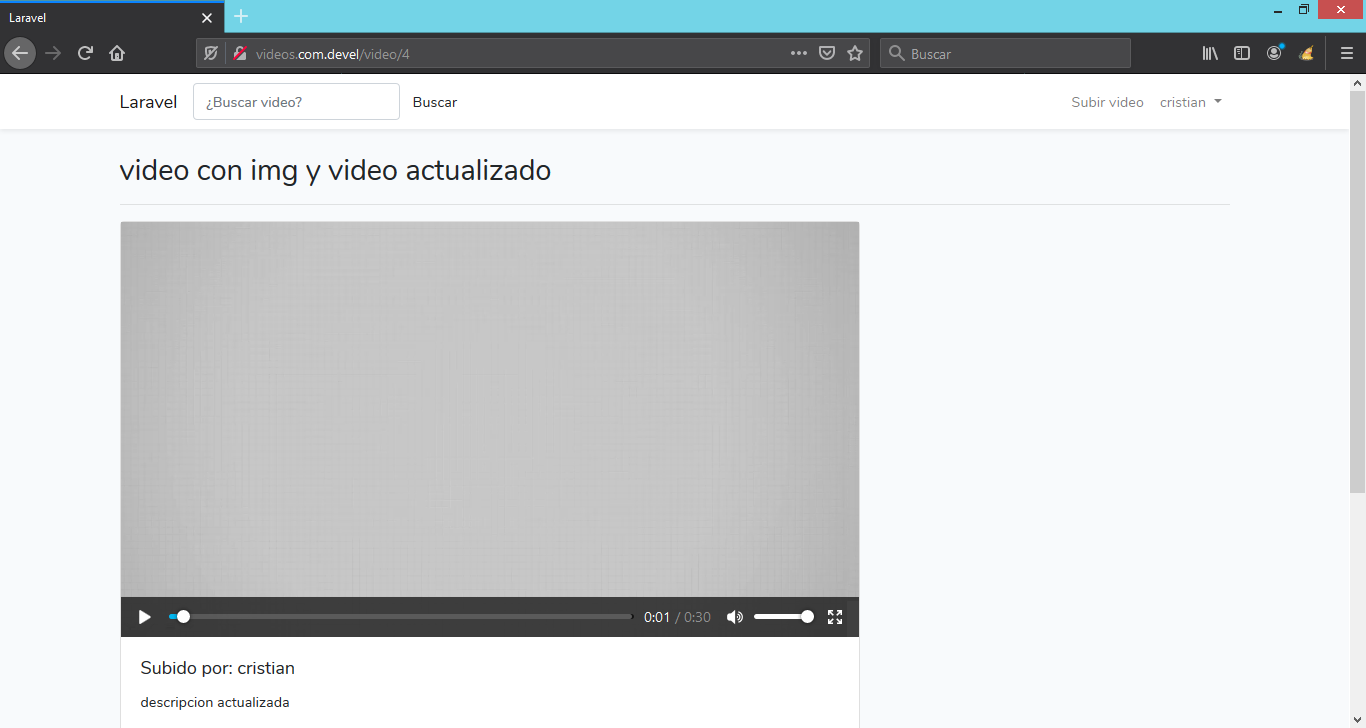 Laravel
videos.com.devel/video/4
Buscar
Laravel
¿Buscar video?
Buscar
Subir video
cristian
video con img y video actualizado
0:01 / 0:30
Subido por: cristian
descripcion actualizada